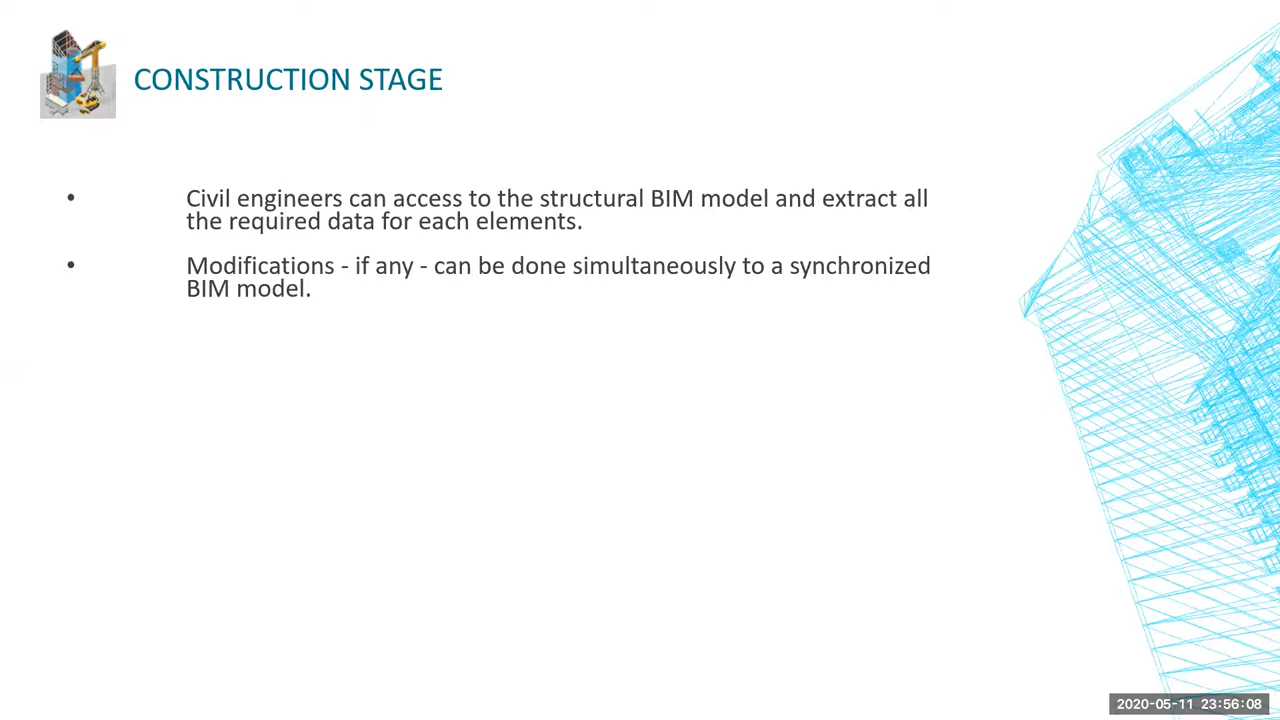 CONSTRUCTION STAGE
• Civil engineers can access to the structural BIM model and extract all
the required data for each elements.
• Modifications - if any - can be done simultaneously to a synchronized
BIM model.
2020-05-11 23:56:08